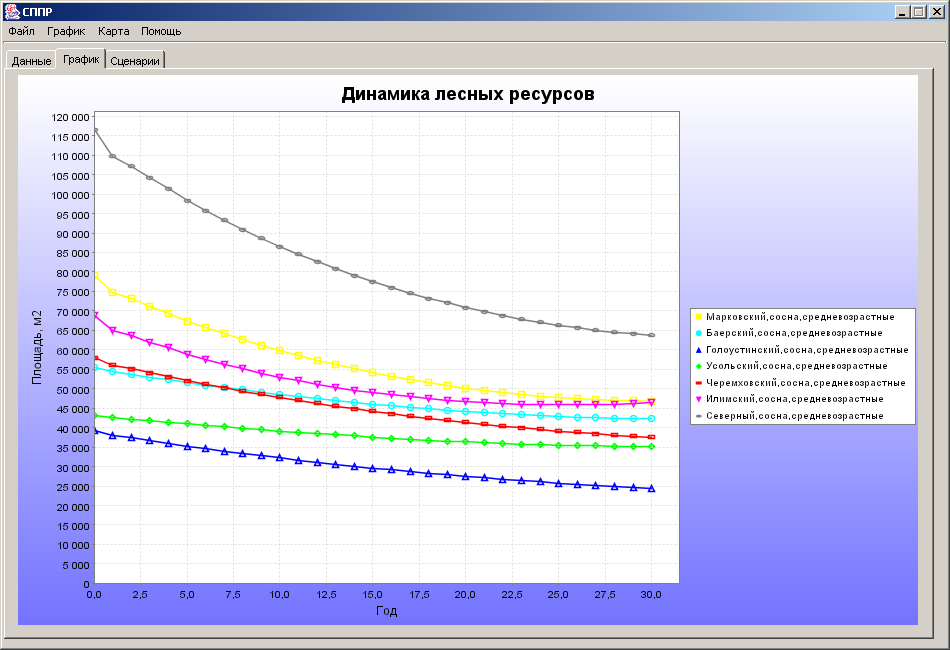 СППР
Файл График Карта Помощь
Данные График Сценарии
Динамика лесных ресурсов
120 000
115 000
110 000
105 000
100 000
95 000
90 000
85 000
80 000
75 000
70 000
65 000
60 000
55 000
50 000
45 000
40 000
35 000
30 000
25 000
20 000
15 000
10 000
5 000
0
Площадь, м2
0,0 2,5 5,0 7,5 10,0 12,5 15,0 17,5 20,0 22,5 25,0 27,5 30,0
Год
Марковский,сосна,средневозрастные
Баерский,сосна,средневозрастные
Голоустинский,сосна,средневозрастные
Усольский,сосна,средневозрастные
Черемховский,сосна,средневозрастные
Илимский,сосна,средневозрастные
Северный,сосна,средневозрастные